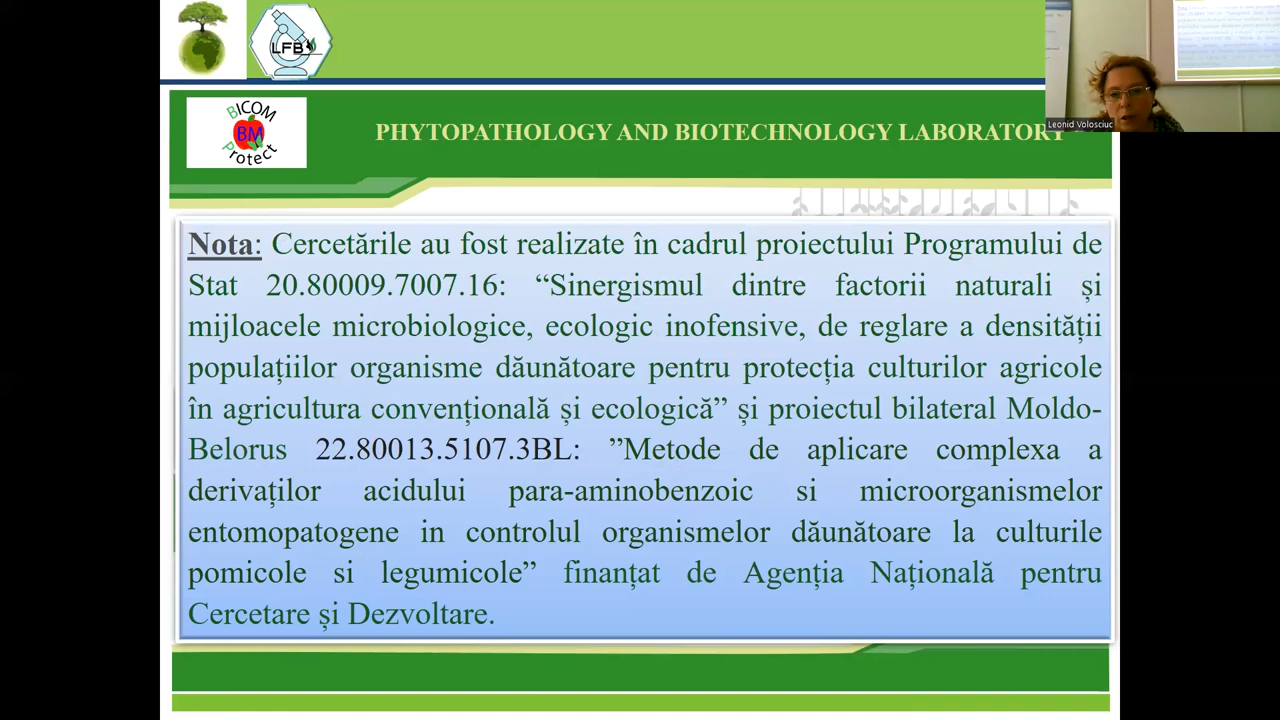 LFB
BICOM
BM
Protect
PHYTOPATHOLOGY AND BIOTECHNOLOGY LABORATORY
Leonid Volosciuc
Nota: Cercetările au fost realizate în cadrul proiectului Programului de
Stat 20.80009.7007.16: “Sinergismul dintre factorii naturali și
mijloacele microbiologice, ecologic inofensive, de reglare a densității
populațiilor organisme dăunătoare pentru protecția culturilor agricole
în agricultura convențională și ecologică” și proiectul bilateral Moldo-
Belorus 22.80013.5107.3BL: ”Metode de aplicare complexa a
derivaților acidului para-aminobenzoic si microorganismelor
entomopatogene in controlul organismelor dăunătoare la culturile
pomicole si legumicole” finanțat de Agenția Națională pentru
Cercetare și Dezvoltare.